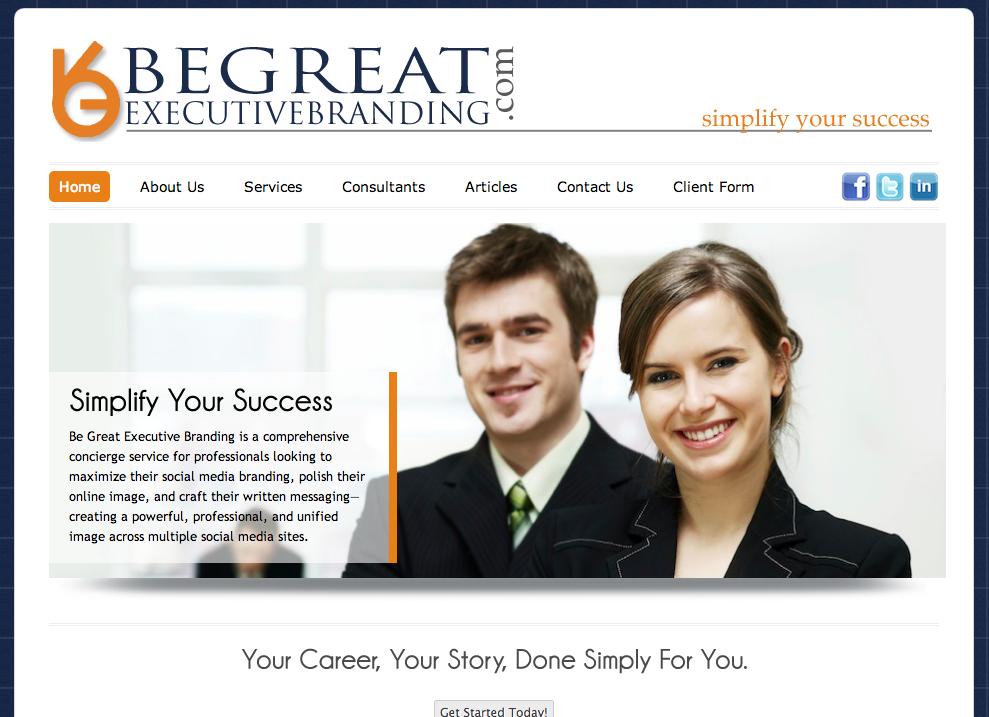 BEGREAT
EXECUTIVEBRANDING
.com
simplify your success
Home About Us Services Consultants Articles Contact Us Client Form
f t in
Simplify Your Success
Be Great Executive Branding is a comprehensive
concierge service for professionals looking to
maximize their social media branding, polish their
online image, and craft their written messaging—
creating a powerful, professional, and unified
image across multiple social media sites.
Your Career, Your Story, Done Simply For You.
Get Started Today!